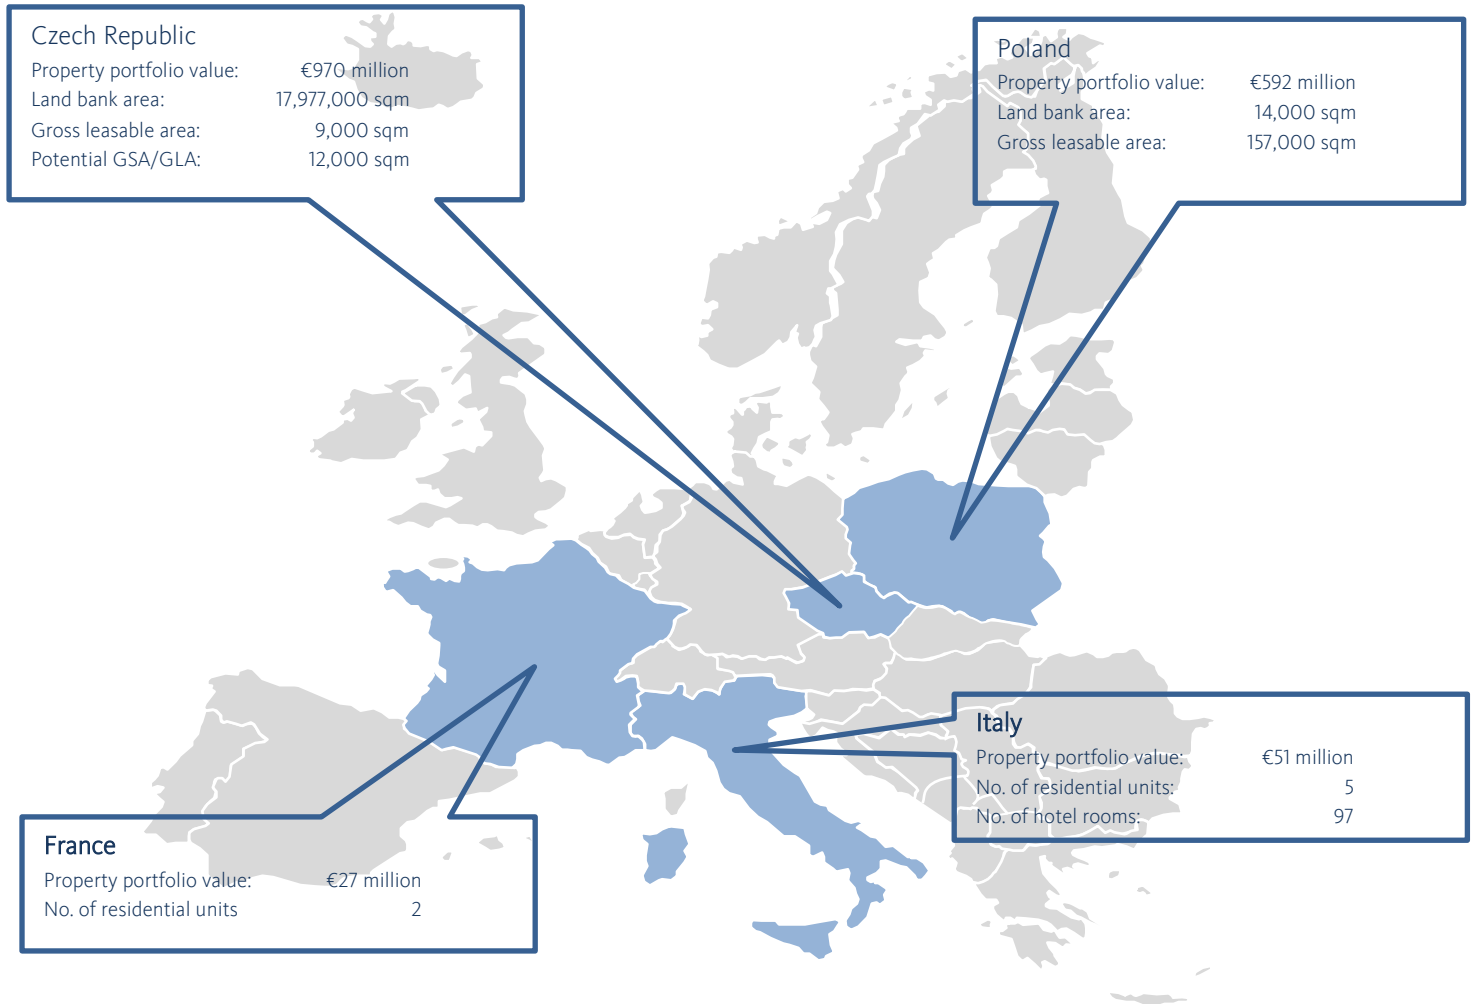 Czech Republic
Property portfolio value: €970 million
Land bank area: 17,977,000 sqm
Gross leasable area: 9,000 sqm
Potential GSA/GLA: 12,000 sqm
Poland
Property portfolio value: €592 million
Land bank area: 14,000 sqm
Gross leasable area: 157,000 sqm
Italy
Property portfolio value: €51 million
No. of residential units: 5
No. of hotel rooms: 97
France
Property portfolio value: €27 million
No. of residential units 2